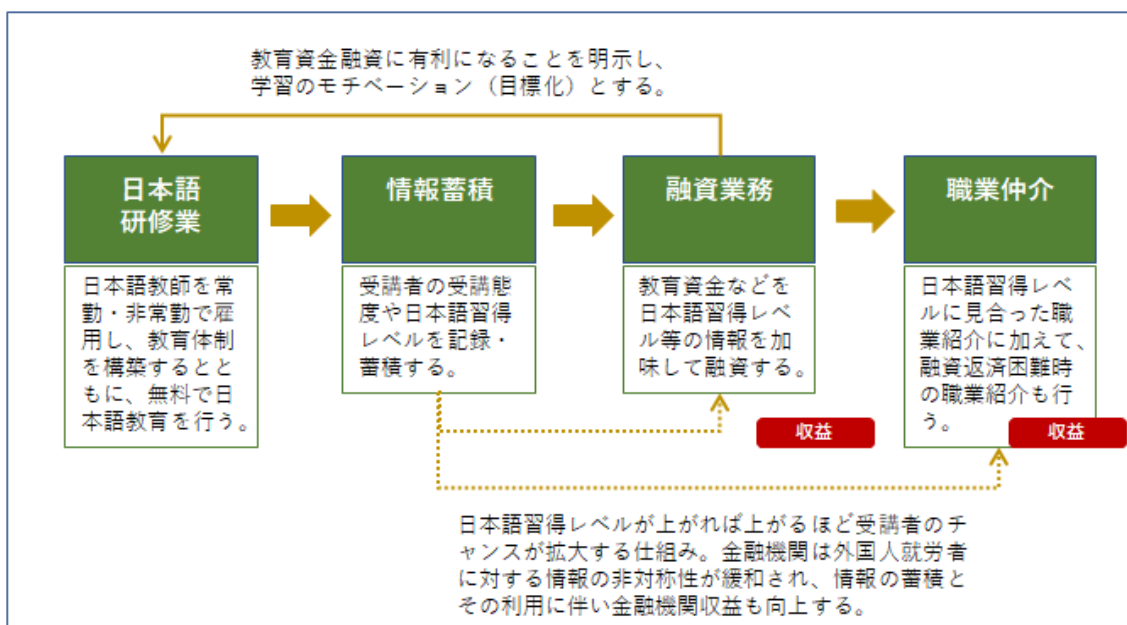 教育資金融資に有利になることを明示し、
学習のモチベーション（目標化）とする。
日本語
研修業
情報蓄積
融資業務
職業仲介
日本語教師を常
勤・非常勤で雇
用し、教育体制
を構築するとと
もに、無料で日
本語教育を行う。
受講者の受講態
度や日本語習得
レベルを記録・
蓄積する。
教育資金などを
日本語習得レベ
ル等の情報を加
味して融資する。
収益
日本語習得レベ
ルに見合った職
業紹介に加えて、
融資返済困難時
の職業紹介も行
う。
収益
日本語習得レベルが上がれば上がるほど受講者のチ
ャンスが拡大する仕組み。金融機関は外国人就労者
に対する情報の非対称性が緩和され、情報の蓄積と
その利用に伴い金融機関収益も向上する。